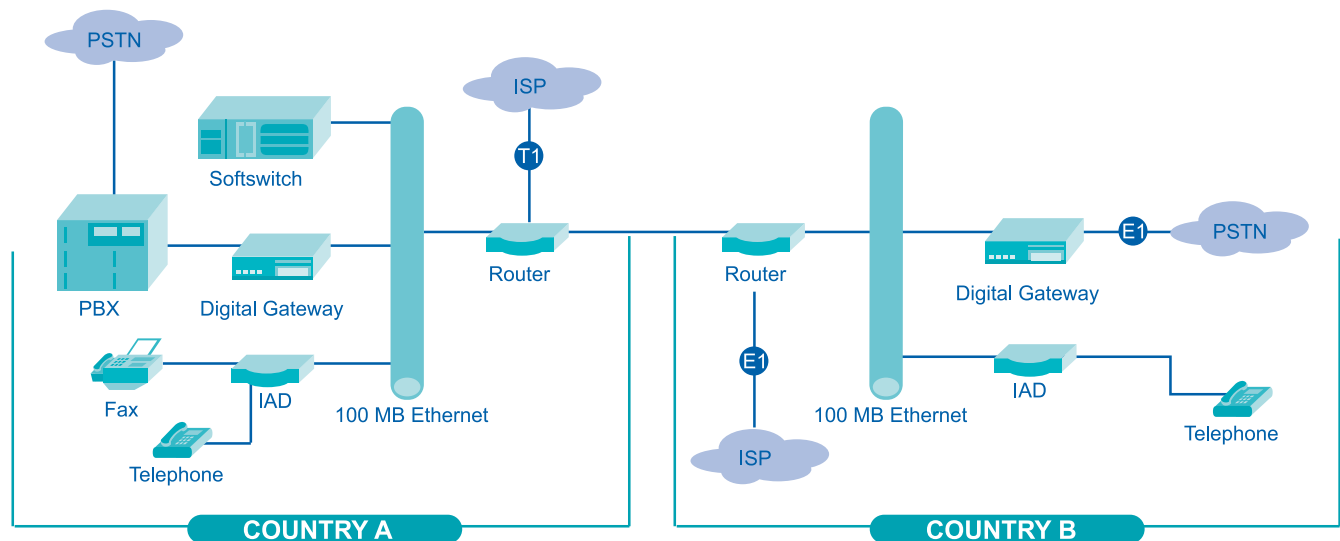 PSTN
ISP
T1
Softswitch
PBX
Digital Gateway
Router
Fax
IAD
100 MB Ethernet
Telephone
COUNTRY A
Router
E1
ISP
100 MB Ethernet
Digital Gateway
E1
PSTN
IAD
Telephone
COUNTRY B